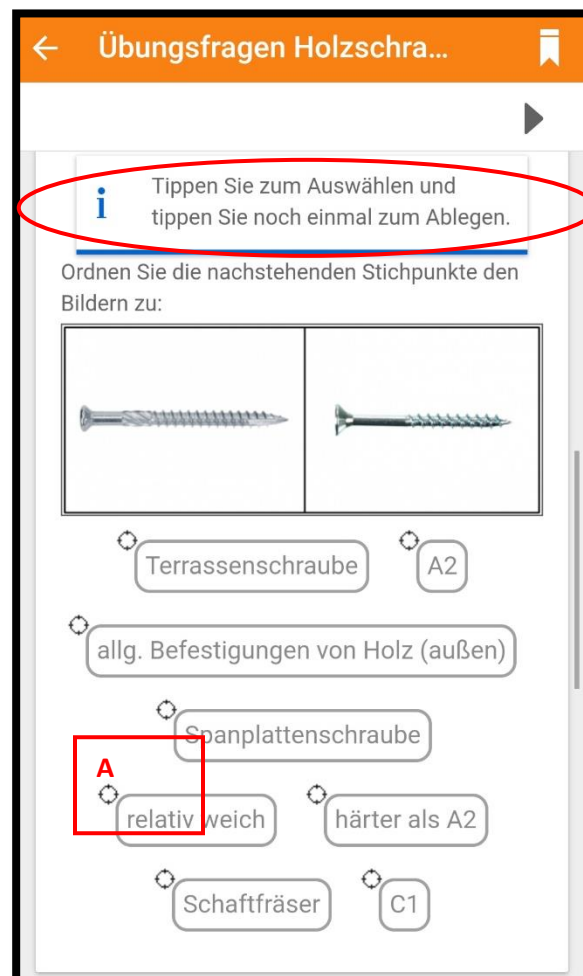 Übungsfragen Holzschra...
i
Tippen Sie zum Auswählen und
tippen Sie noch einmal zum Ablegen.
Ordnen Sie die nachstehenden Stichpunkte den
Bildern zu:
Terrassenschraube
A2
allg. Befestigungen von Holz (außen)
Spanplattenschraube
A
relativ weich
härter als A2
Schaftfräser
C1